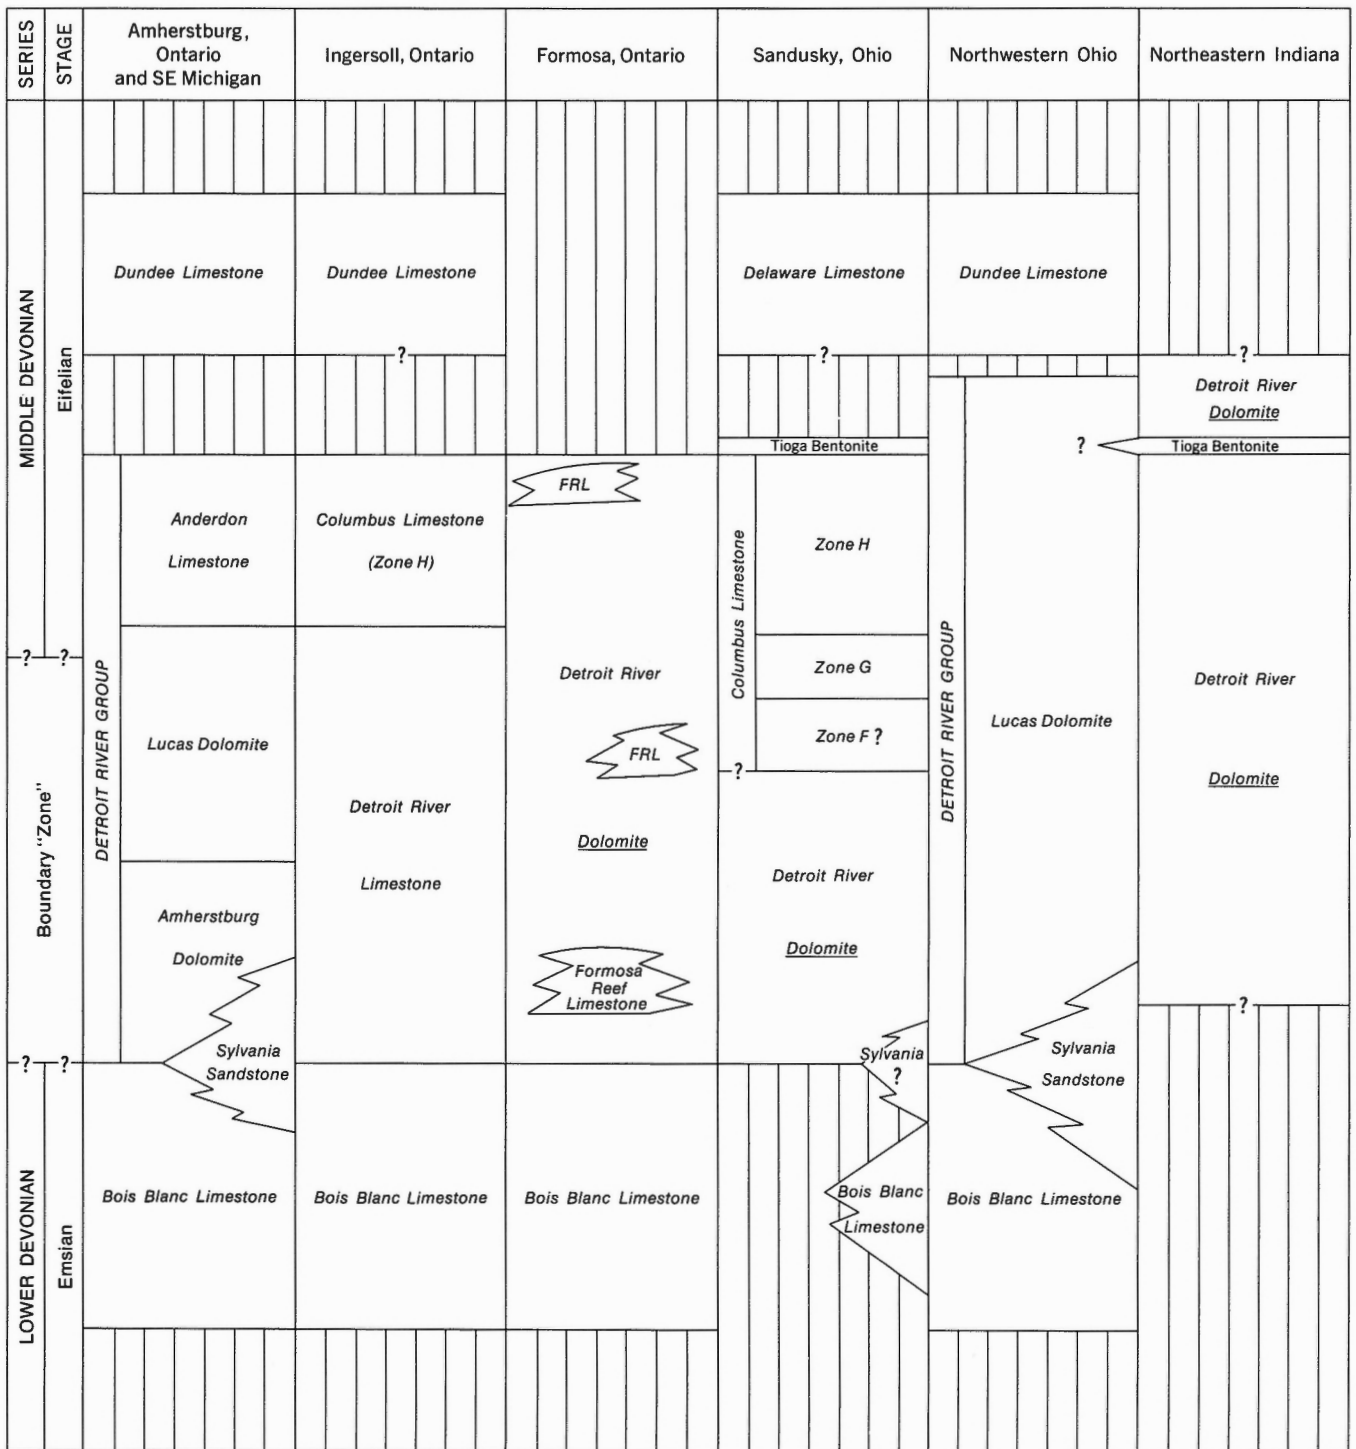 SERIES
STAGE
Amherstburg,
Ontario
and SE Michigan
Ingersoll, Ontario
Formosa, Ontario
Sandusky, Ohio
Northwestern Ohio
Northeastern Indiana
MIDDLE DEVONIAN
Eifelian
?
?
Boundary "Zone"
?
?
LOWER DEVONIAN
Emsian
Dundee Limestone
DETROIT RIVER GROUP
Anderdon
Limestone
Lucas Dolomite
Amherstburg
Dolomite
Sylvania
Sandstone
Bois Blanc Limestone
Dundee Limestone
?
Columbus Limestone
(Zone H)
Detroit River
Limestone
Bois Blanc Limestone
FRL
Detroit River
FRL
Dolomite
Formosa
Reef
Limestone
Bois Blanc Limestone
Delaware Limestone
?
Tioga Bentonite
Columbus Limestone
Zone H
Zone G
Zone F ?
?
Detroit River
Dolomite
Sylvania
?
Bois Blanc
Limestone
Dundee Limestone
?
DETROIT RIVER GROUP
Lucas Dolomite
Sylvania
Sandstone
Bois Blanc Limestone
?
Detroit River
Dolomite
Tioga Bentonite
Detroit River
Dolomite
?